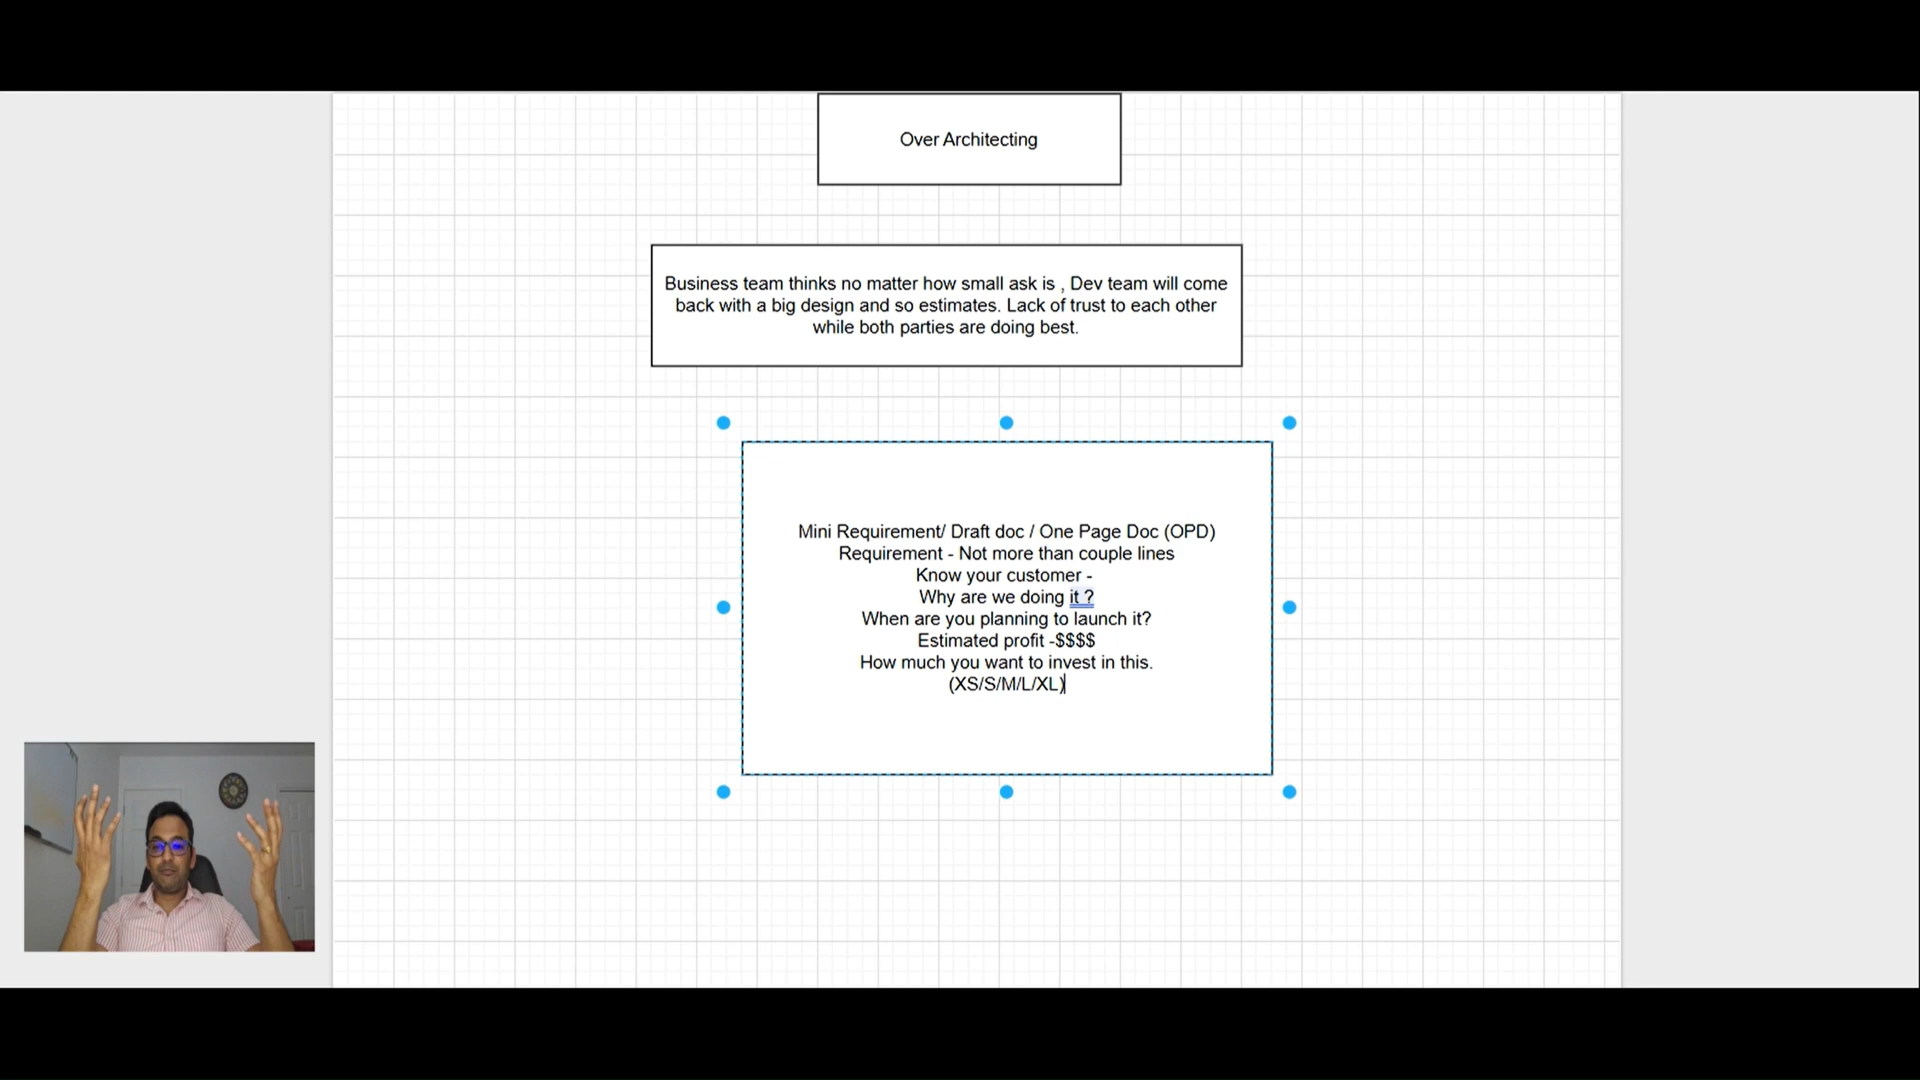 Over Architecting
Business team thinks no matter how small ask is , Dev team will come
back with a big design and so estimates. Lack of trust to each other
while both parties are doing best.
Mini Requirement/ Draft doc / One Page Doc (OPD)
Requirement - Not more than couple lines
Know your customer -
Why are we doing it ?
When are you planning to launch it?
Estimated profit -$$$$
How much you want to invest in this.
(XS/S/M/L/XL)